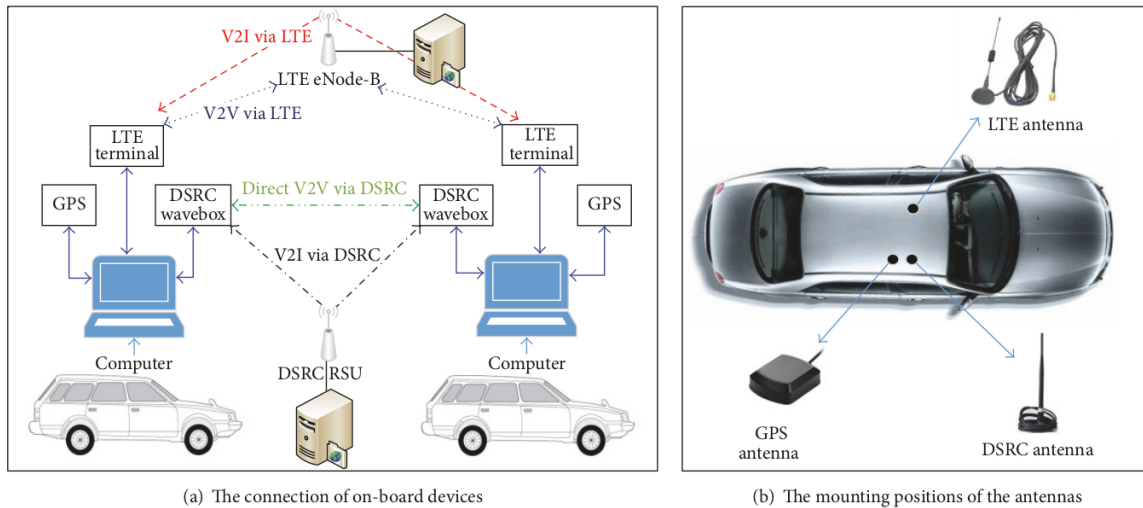 V2I via LTE
LTE eNode-B
V2V via LTE
LTE
terminal
LTE
terminal
GPS
DSRC
wavebox
Direct V2V via DSRC
DSRC
wavebox
GPS
V2I via DSRC
Computer
Computer
DSRC RSU
(a) The connection of on-board devices
LTE antenna
GPS
antenna
DSRC antenna
(b) The mounting positions of the antennas